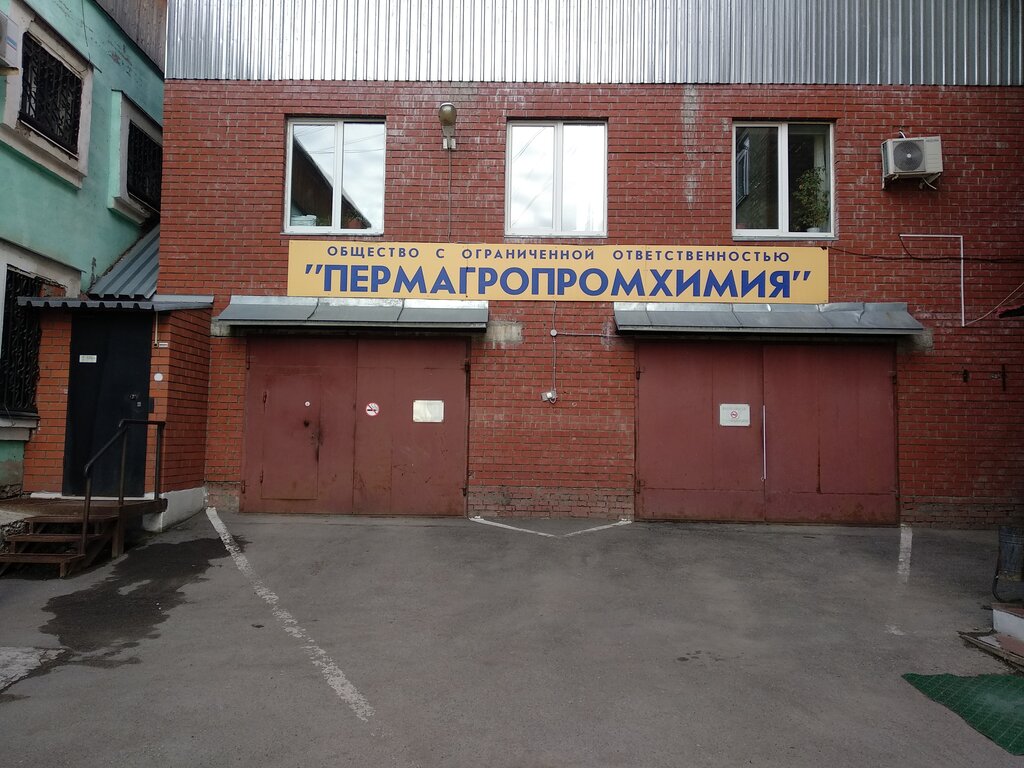 ОБЩЕСТВО С ОГРАНИЧЕННОЙ ОТВЕТСТВЕННОСТЬЮ
"ПЕРМАГРОПРОМХИМИЯ"